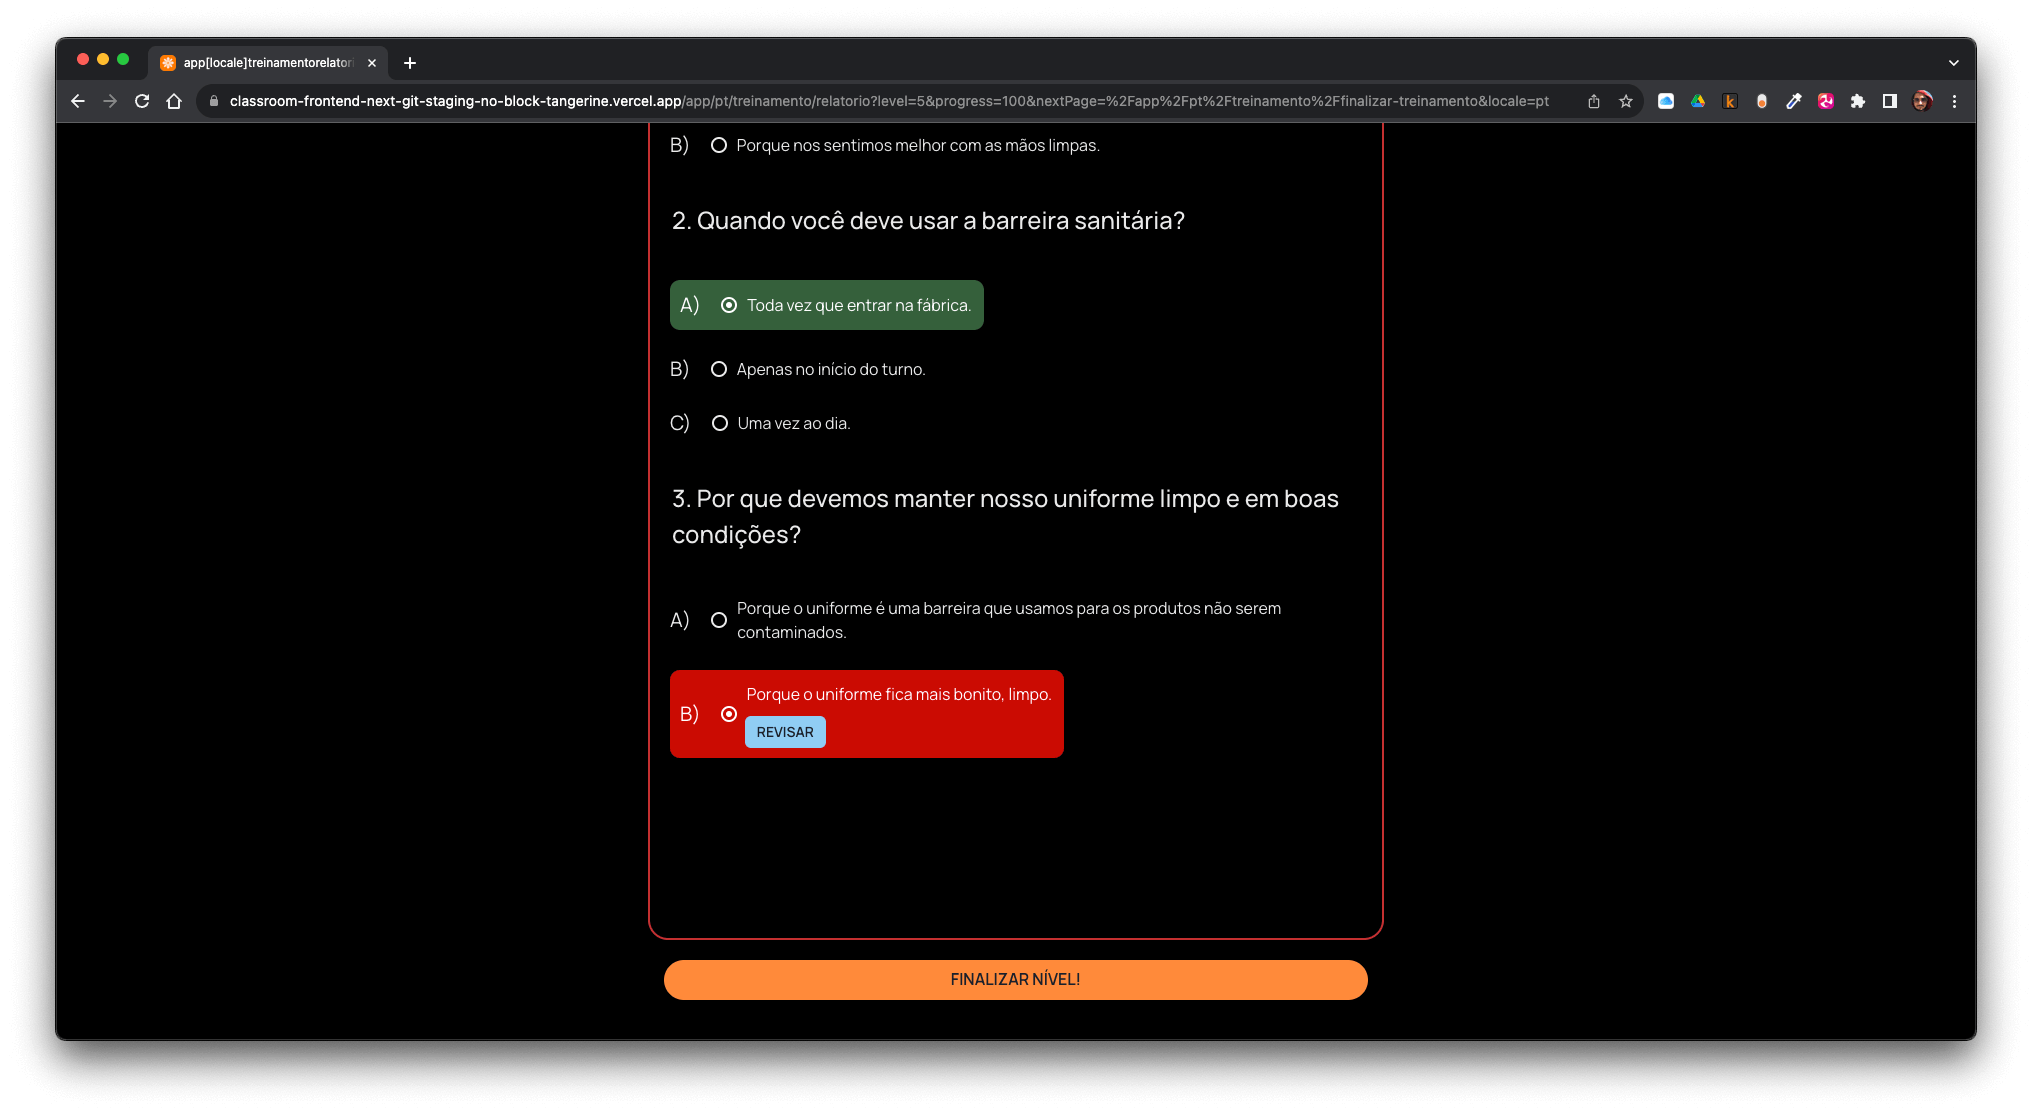 app[locale]treinamentorelator
classroom-frontend-next-git-staging-no-block-tangerine.vercel.app/app/pt/treinamento/relatorio?level=5&progress=100&nextPage=%2Fapp%2Fpt%2Ftreinamento%2Ffinalizar-treinamento&locale=pt
B) Porque nos sentimos melhor com as mãos limpas.
2. Quando você deve usar a barreira sanitária?
A) Toda vez que entrar na fábrica.
B) Apenas no início do turno.
C) Uma vez ao dia.
3. Por que devemos manter nosso uniforme limpo e em boas
condições?
A) Porque o uniforme é uma barreira que usamos para os produtos não serem
contaminados.
B) Porque o uniforme fica mais bonito, limpo.
REVISAR
FINALIZAR NÍVEL!